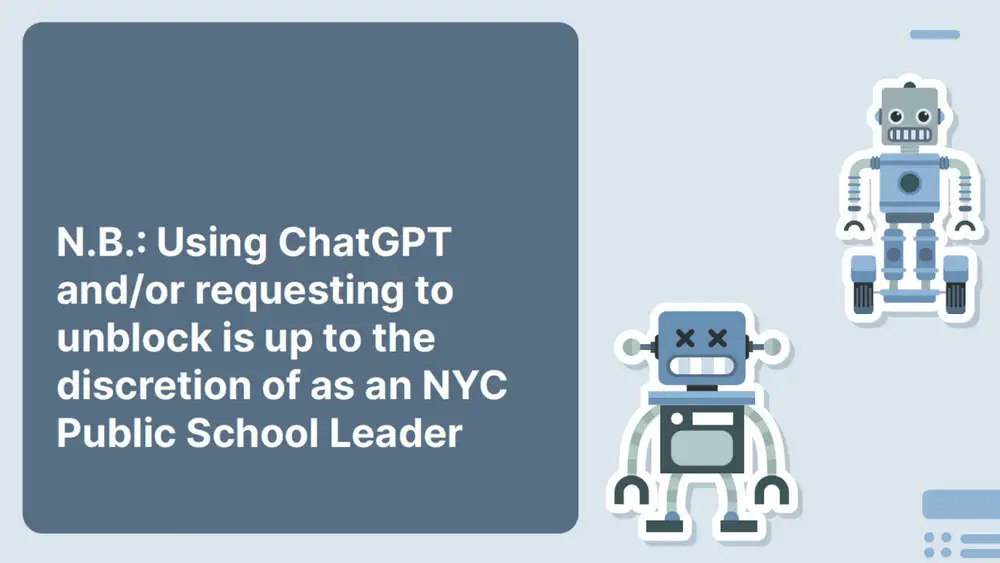 N.B.: Using ChatGPT
and/or requesting to
unblock is up to the
discretion of as an NYC
Public School Leader